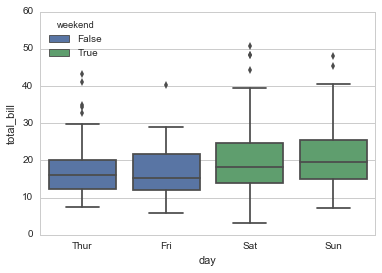 60
50
40
30
20
10
0
total_bill
weekend
False
True
Thur Fri Sat Sun
day